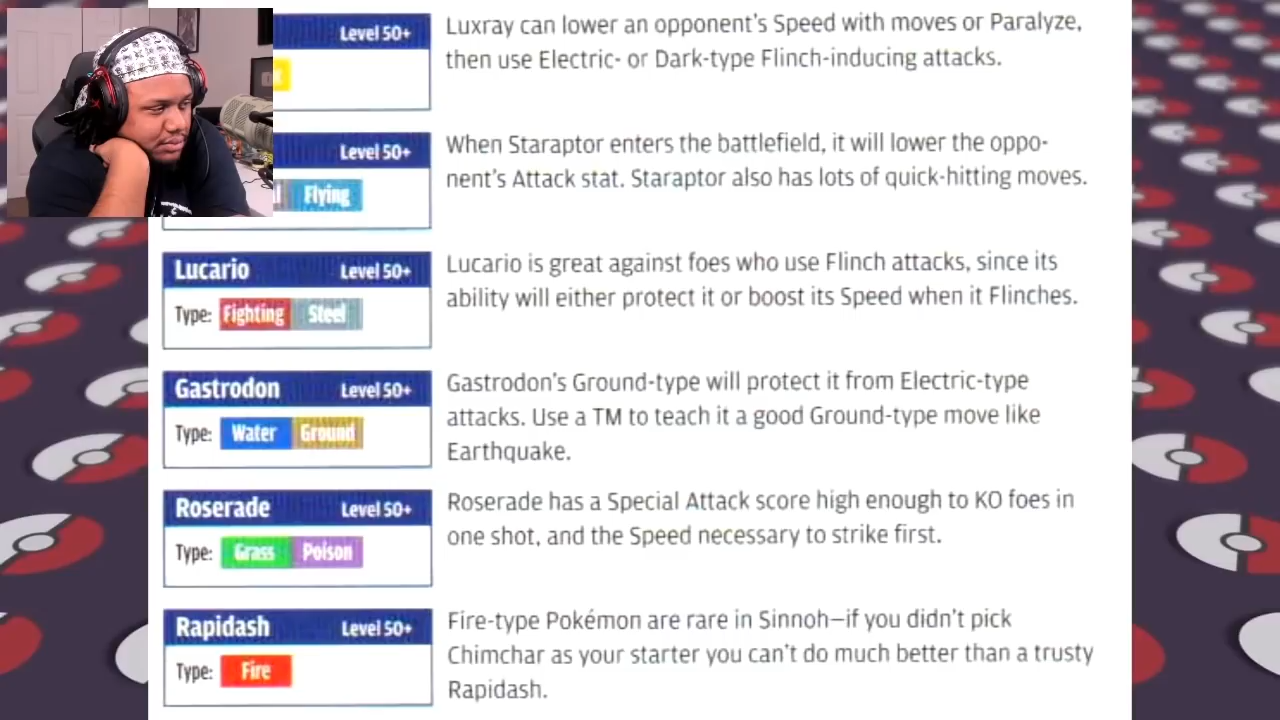 Level 50+
Luxray can lower an opponent's Speed with moves or Paralyze,
then use Electric- or Dark-type Flinch-inducing attacks.
Level 50+
Flying
When Staraptor enters the battlefield, it will lower the oppo-
nent's Attack stat. Staraptor also has lots of quick-hitting moves.
Lucario Level 50+
Type: Fighting Steel
Lucario is great against foes who use Flinch attacks, since its
ability will either protect it or boost its Speed when it Flinches.
Gastrodon Level 50+
Type: Water Ground
Gastrodon's Ground-type will protect it from Electric-type
attacks. Use a TM to teach it a good Ground-type move like
Earthquake.
Roserade Level 50+
Type: Grass Poison
Roserade has a Special Attack score high enough to KO foes in
one shot, and the Speed necessary to strike first.
Rapidash Level 50+
Type: Fire
Fire-type Pokémon are rare in Sinnoh—if you didn't pick
Chimchar as your starter you can't do much better than a trusty
Rapidash.